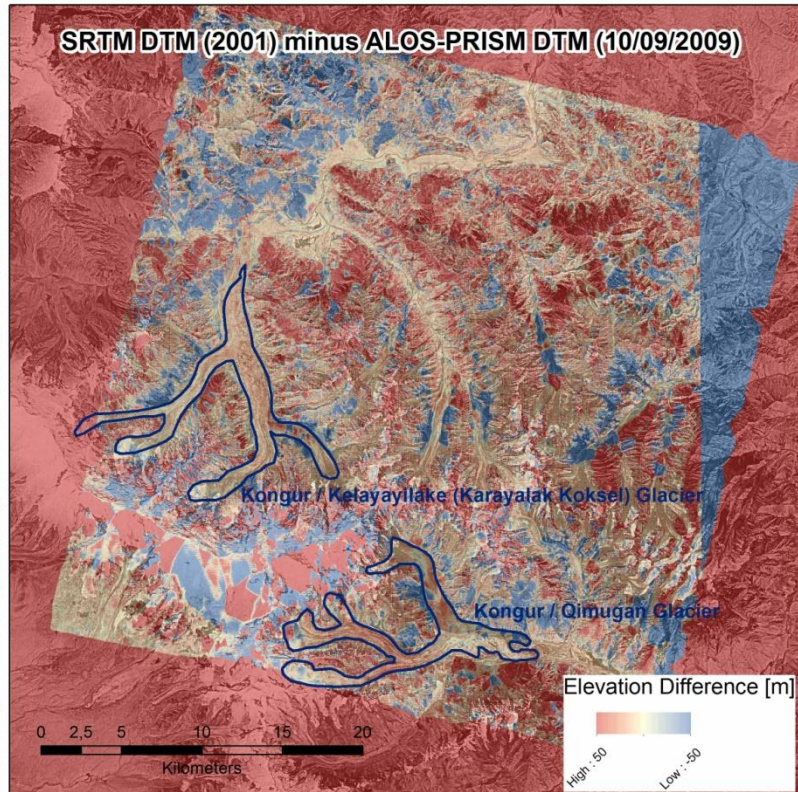 SRTM DTM (2001) minus ALOS-PRISM DTM (10/09/2009)
Kongur / Kelayayilake (Karayalak Koksel) Glacier
Kongur / Qimugan Glacier
Elevation Difference [m]
High : 50
Low : -50
0 2,5 5 10 15 20
Kilometers